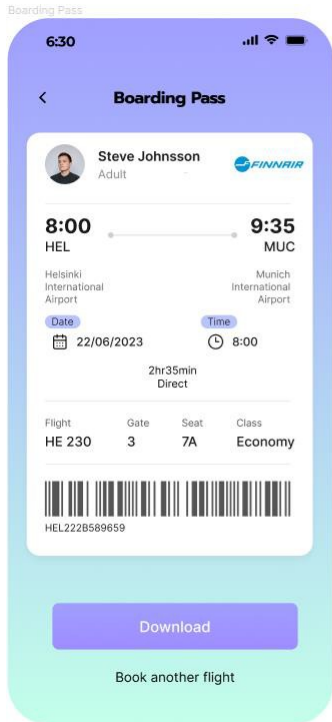 Boarding Pass
6:30
Boarding Pass
Steve Johnsson
Adult
FINNAIR
8:00
9:35
HEL
MUC
Helsinki
International
Airport
Munich
International
Airport
Date
Time
22/06/2023
8:00
2hr35min
Direct
Flight Gate Seat Class
HE 230 3 7A Economy
HEL222B589659
Download
Book another flight